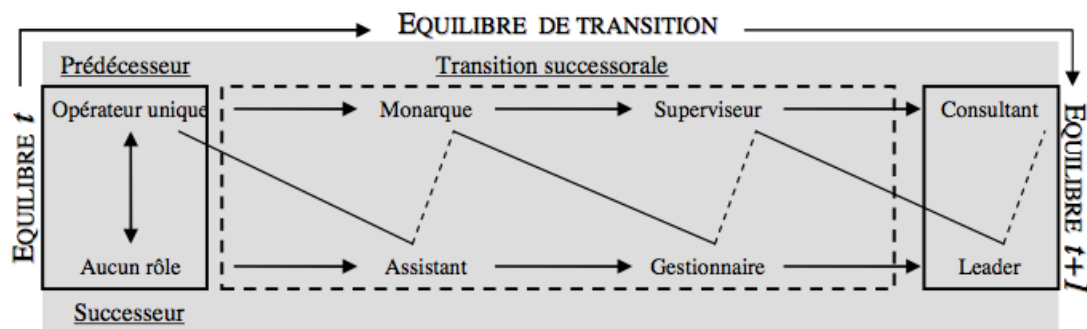 EQUILIBRE DE TRANSITION
Prédécesseur
Transition successorale
EQUILIBRE t
Opérateur unique
Monarque
Superviseur
Consultant
EQUILIBRE t+1
Aucun rôle
Assistant
Gestionnaire
Leader
Successeur